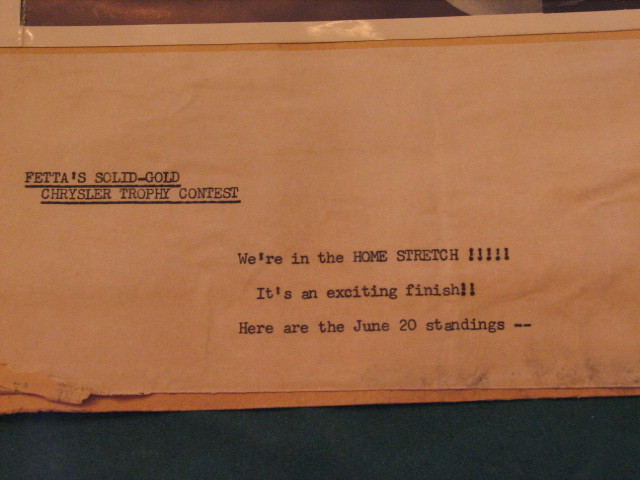 FETTA'S SOLID-GOLD
CHRYSLER TROPHY CONTEST
We're in the HOME STRETCH !!!!!
It's an exciting finish!!
Here are the June 20 standings --